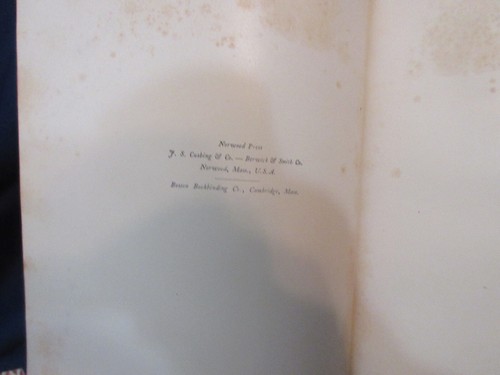 Norwood Press
J. S. Cushing & Co. — Berwick & Smith Co.
Norwood, Mass., U.S.A.
Boston Bookbinding Co., Cambridge, Mass.